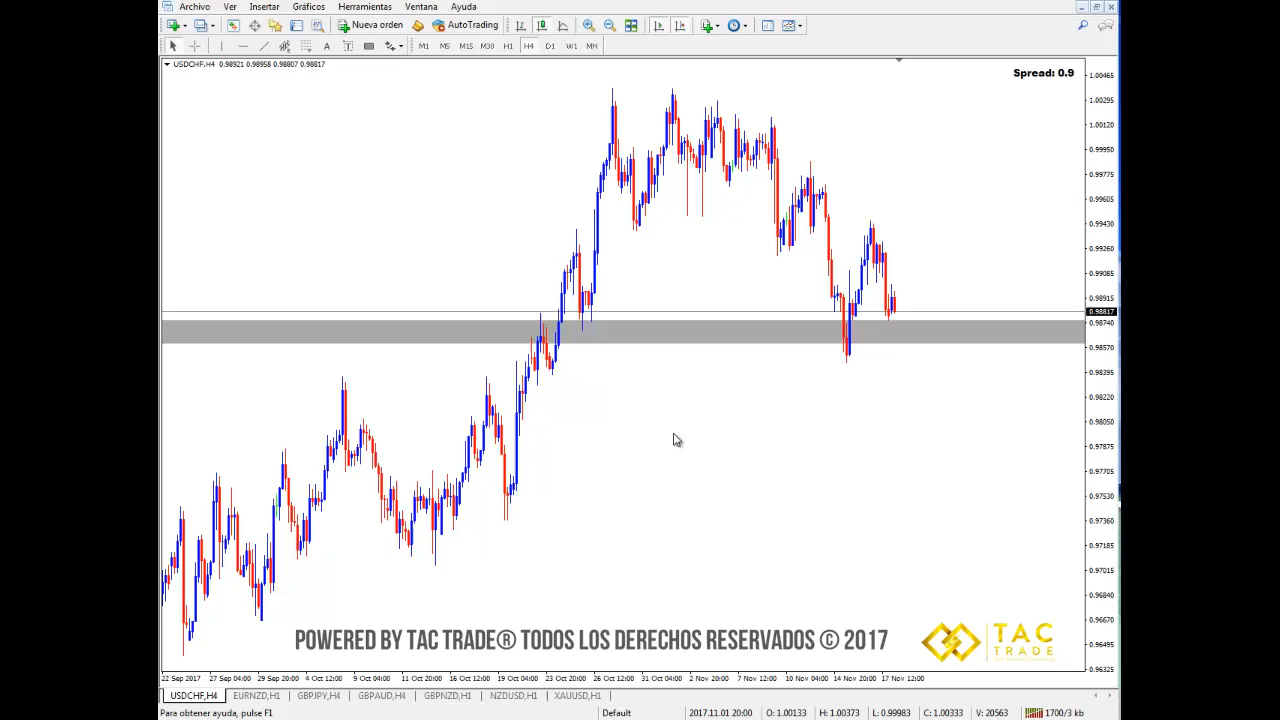 Archivo Ver Insertar Gráficos Herramientas Ventana Ayuda
Nueva orden AutoTrading
A T M1 M5 M15 M30 H1 H4 D1 W1 MN
USDCHF,H4 0.98921 0.98958 0.98807 0.98817
Spread: 0.9
1.00465
1.00295
1.00120
0.99950
0.99775
0.99605
0.99430
0.99260
0.99085
0.98915
0.98817
0.98740
0.98570
0.98395
0.98220
0.98050
0.97875
0.97705
0.97530
0.97360
0.97185
0.97015
0.96840
0.96670
0.96495
0.96325
POWERED BY TAC TRADE® TODOS LOS DERECHOS RESERVADOS © 2017
TAC
TRADE
22 Sep 2017 27 Sep 04:00 29 Sep 20:00 4 Oct 12:00 9 Oct 04:00 11 Oct 20:00 16 Oct 12:00 19 Oct 04:00 23 Oct 20:00 26 Oct 12:00 31 Oct 04:00 2 Nov 20:00 7 Nov 12:00 10 Nov 04:00 14 Nov 20:00 17 Nov 12:00
USDCHF,H4 EURNZD,H1 GBPJPY,H4 GBPAUD,H4 GBPNZD,H1 NZDUSD,H1 XAUUSD,H1
Para obtener ayuda, pulse F1 Default 2017.11.01 20:00 O: 1.00133 H: 1.00373 L: 0.99983 C: 1.00333 V: 20563 1700/3 kb